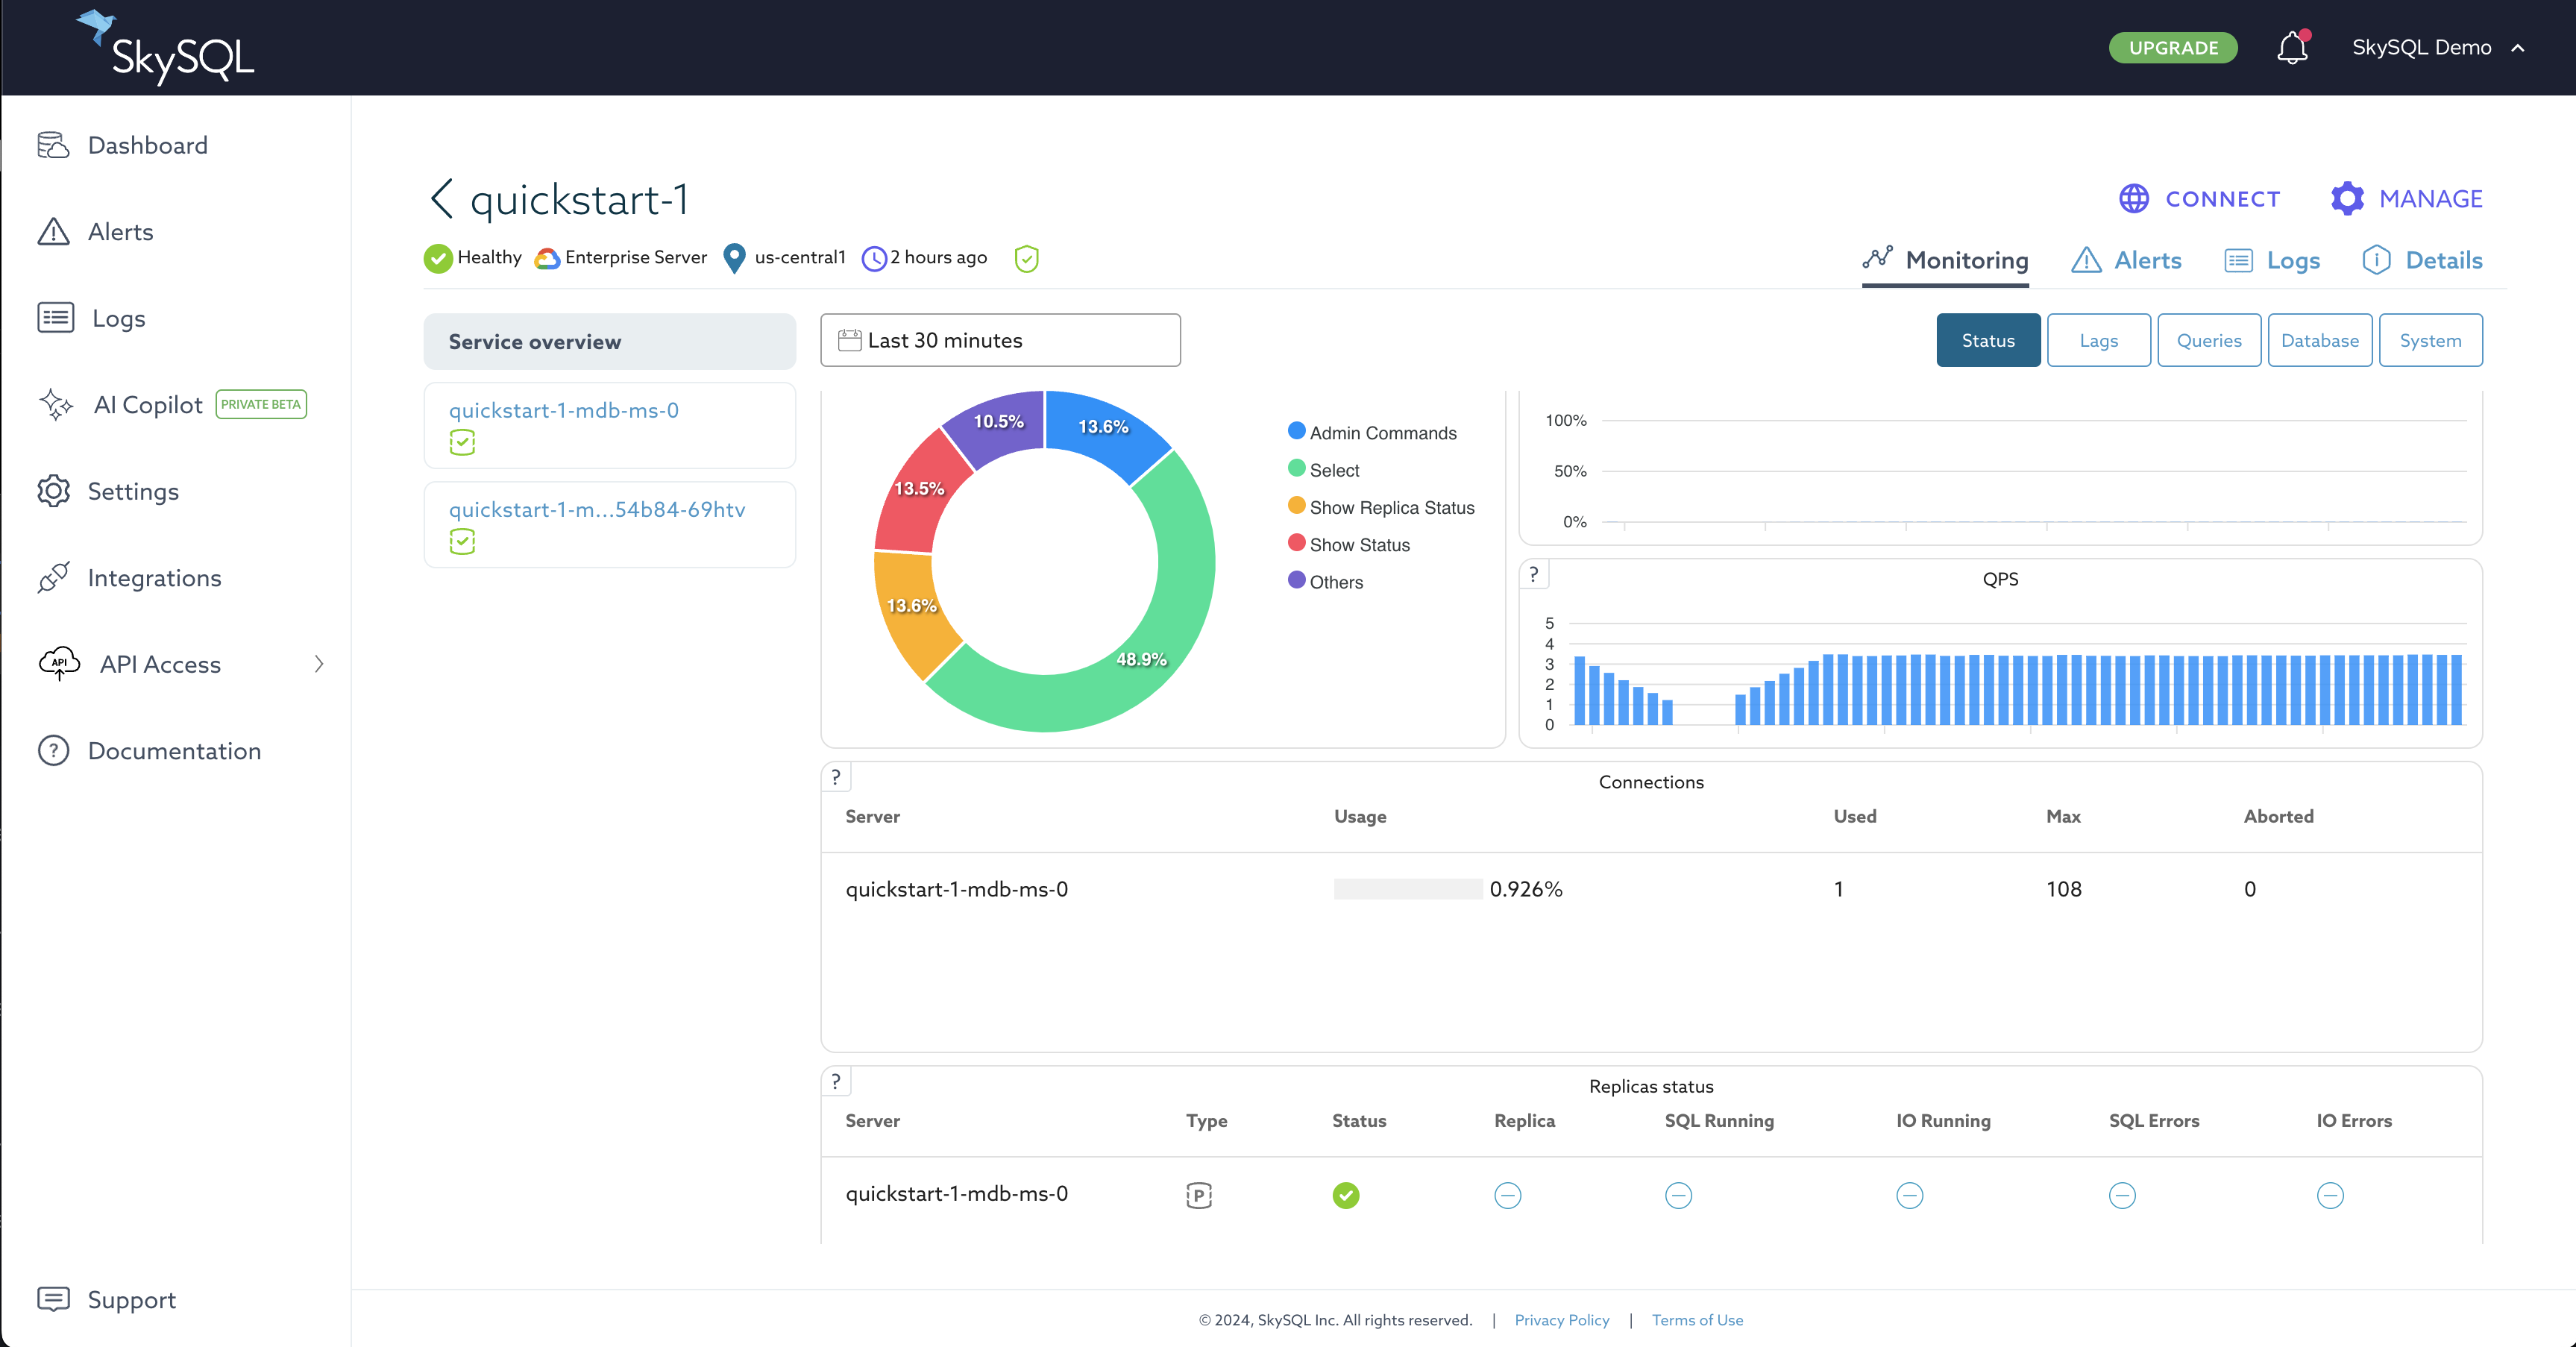 SkySQL
UPGRADE
SkySQL Demo
Dashboard
Alerts
Logs
AI Copilot PRIVATE BETA
Settings
Integrations
API API Access
? Documentation
Support
quickstart-1
CONNECT
MANAGE
Healthy
Enterprise Server
us-central1
2 hours ago
Monitoring
Alerts
Logs
Details
Service overview
quickstart-1-mdb-ms-0
quickstart-1-m...54b84-69htv
Last 30 minutes
Status
Lags
Queries
Database
System
10.5%
13.6%
13.5%
13.6%
48.9%
Admin Commands
Select
Show Replica Status
Show Status
Others
100%
50%
0%
?
QPS
5
4
3
2
1
0
?
Connections
Server Usage Used Max Aborted
quickstart-1-mdb-ms-0 0.926% 1 108 0
?
Replicas status
Server Type Status Replica SQL Running IO Running SQL Errors IO Errors
quickstart-1-mdb-ms-0 P
© 2024, SkySQL Inc. All rights reserved. | Privacy Policy | Terms of Use